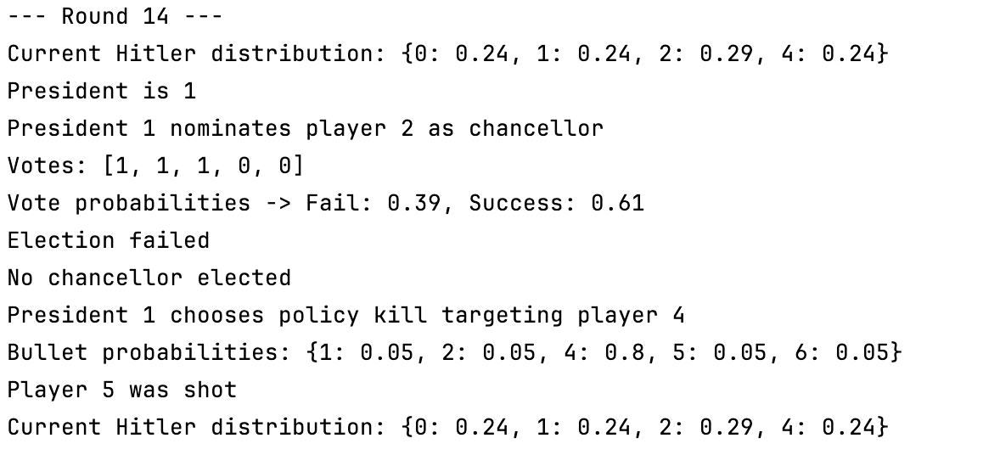 --- Round 14 ---
Current Hitler distribution: {0: 0.24, 1: 0.24, 2: 0.29, 4: 0.24}
President is 1
President 1 nominates player 2 as chancellor
Votes: [1, 1, 1, 0, 0]
Vote probabilities -> Fail: 0.39, Success: 0.61
Election failed
No chancellor elected
President 1 chooses policy kill targeting player 4
Bullet probabilities: {1: 0.05, 2: 0.05, 4: 0.8, 5: 0.05, 6: 0.05}
Player 5 was shot
Current Hitler distribution: {0: 0.24, 1: 0.24, 2: 0.29, 4: 0.24}